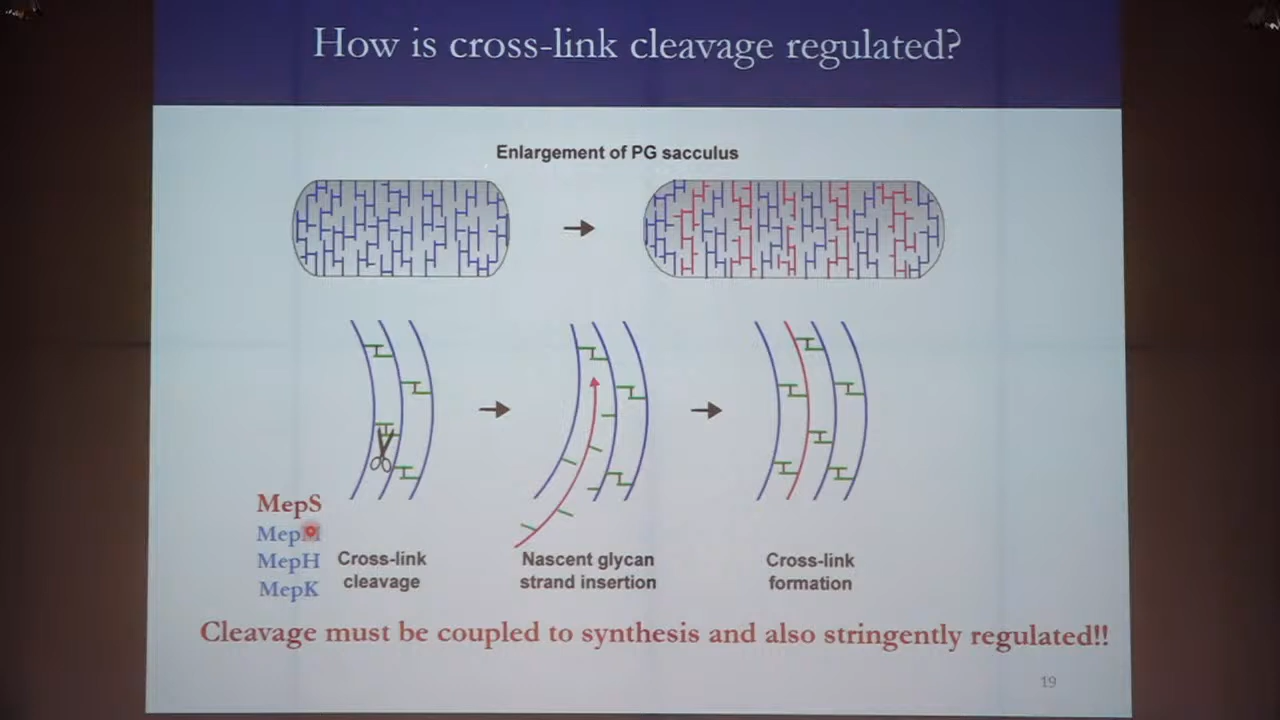 How is cross-link cleavage regulated?
Enlargement of PG sacculus
MepS
MepM
MepH
MepK
Cross-link
cleavage
Nascent glycan
strand insertion
Cross-link
formation
Cleavage must be coupled to synthesis and also stringently regulated!!
19